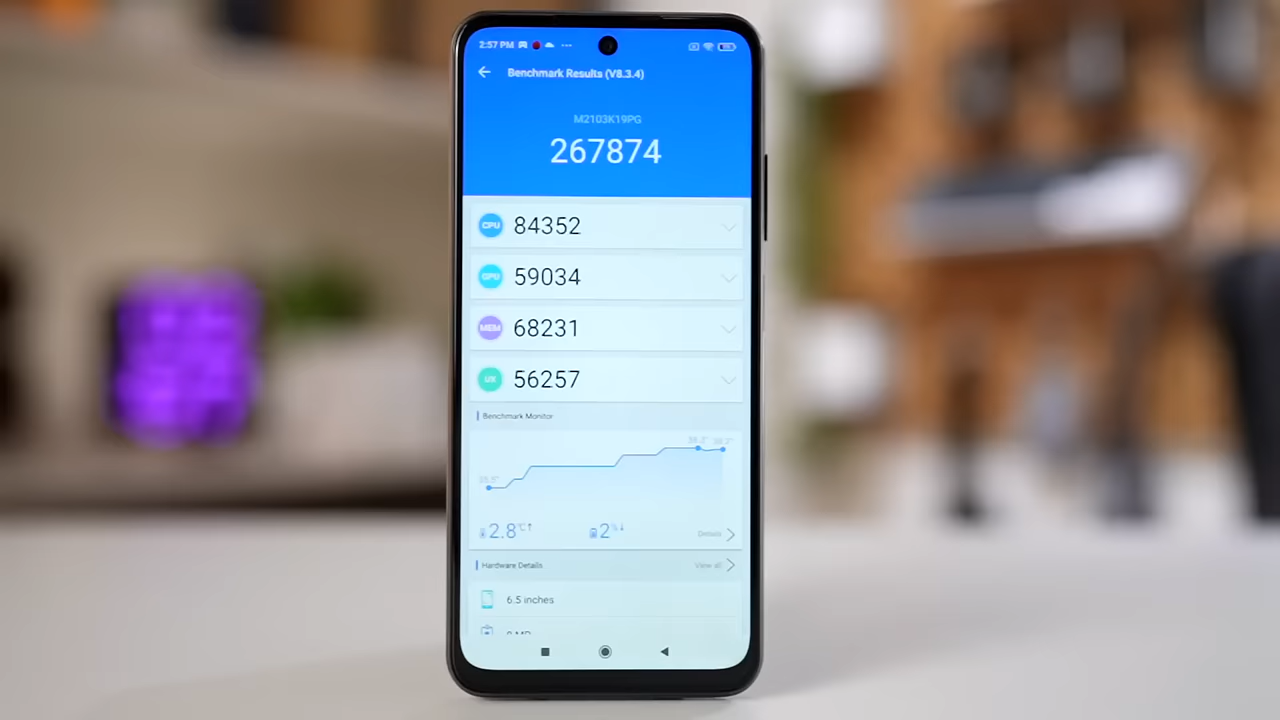 2:57 PM
Benchmark Results (V8.3.4)
M2103K19PG
267874
CPU 84352
GPU 59034
MEM 68231
UX 56257
Benchmark Monitor
2.8°C↑ 2%↓ Details
Hardware Details View all
6.5 inches